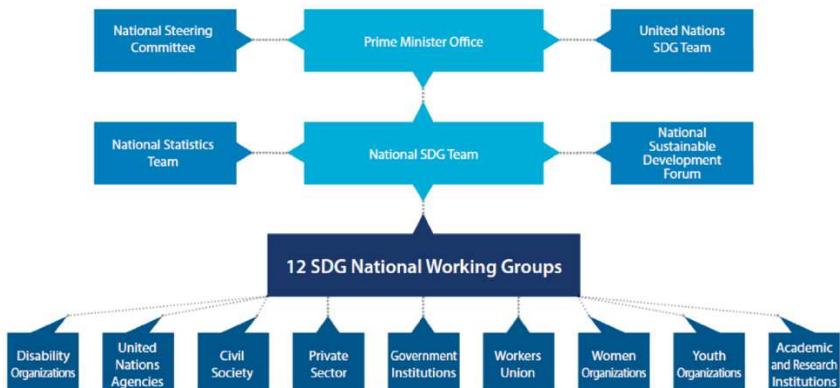 National Steering
Committee
Prime Minister Office
United Nations
SDG Team
National Statistics
Team
National SDG Team
National
Sustainable
Development
Forum
12 SDG National Working Groups
Disability
Organizations
United
Nations
Agencies
Civil
Society
Private
Sector
Government
Institutions
Workers
Union
Women
Organizations
Youth
Organizations
Academic
and Research
Institutions